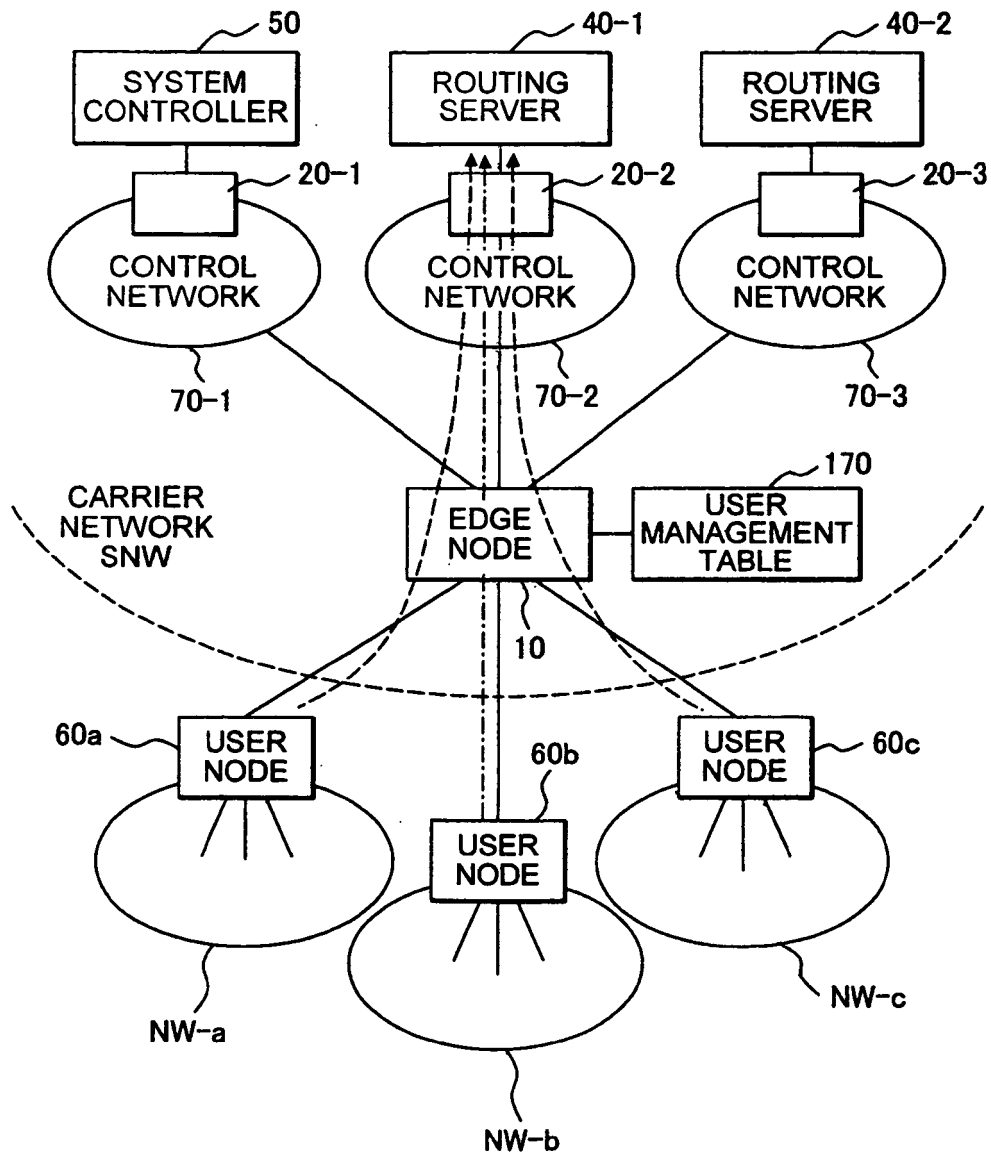 50
40-1
40-2
SYSTEM
CONTROLLER
ROUTING
SERVER
ROUTING
SERVER
20-1
20-2
20-3
CONTROL
NETWORK
CONTROL
NETWORK
CONTROL
NETWORK
70-1
70-2
70-3
170
CARRIER
NETWORK
SNW
EDGE
NODE
USER
MANAGEMENT
TABLE
10
60a
USER
NODE
60b
USER
NODE
60c
USER
NODE
NW-a
NW-c
NW-b